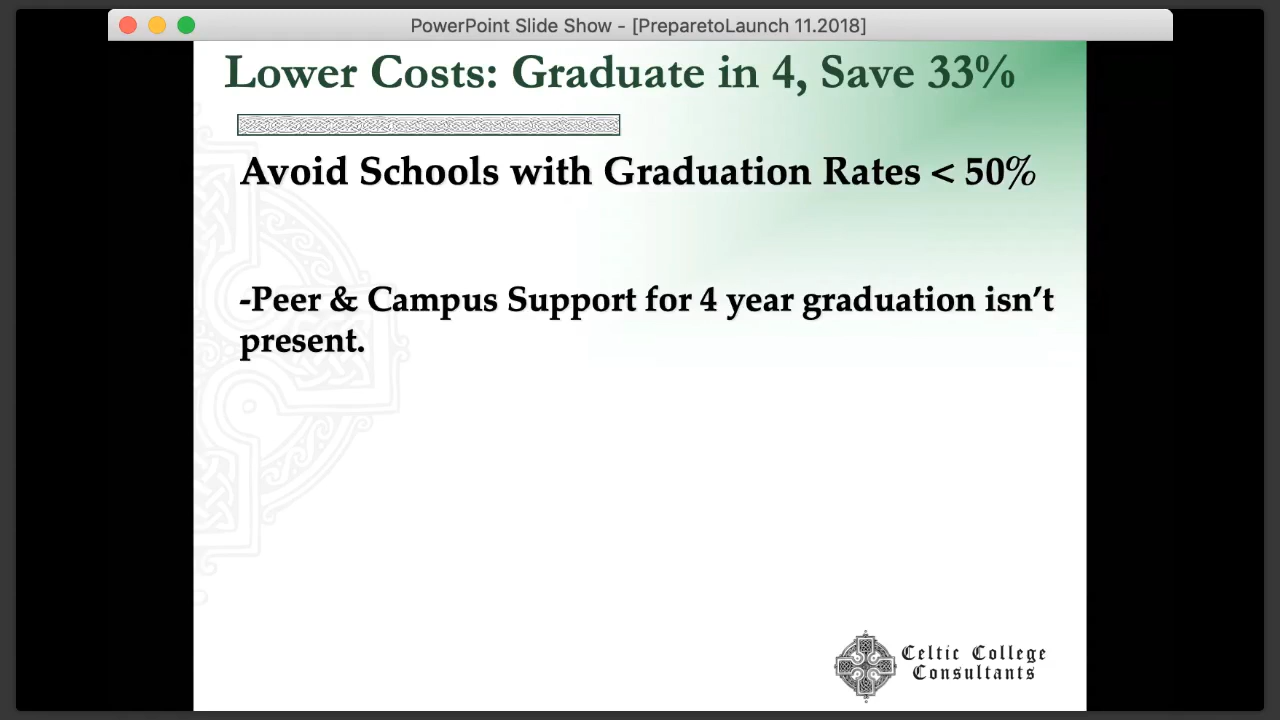 PowerPoint Slide Show - [PreparetoLaunch 11.2018]
Lower Costs: Graduate in 4, Save 33%
Avoid Schools with Graduation Rates < 50%
-Peer & Campus Support for 4 year graduation isn’t
present.
Celtic College
Consultants